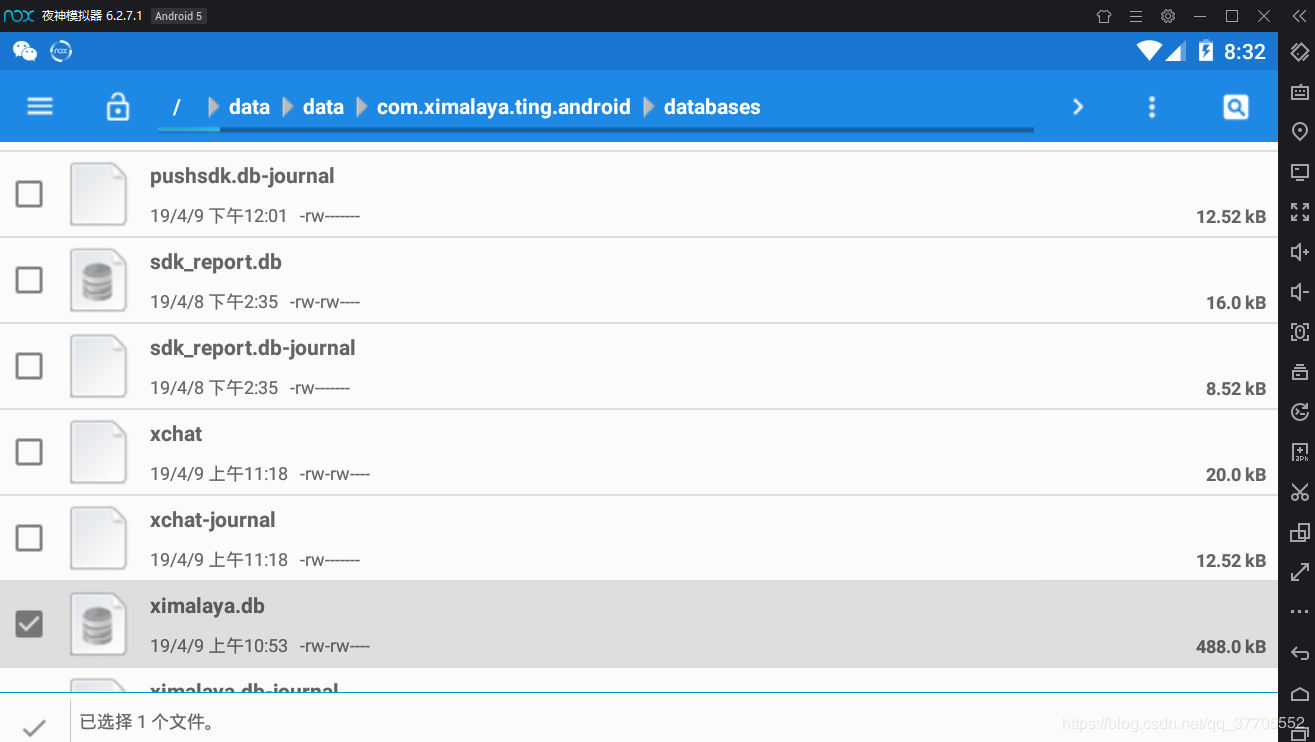 nox 夜神模拟器 6.2.7.1 Android 5
8:32
/ data data com.ximalaya.ting.android databases
pushsdk.db-journal
19/4/9 下午12:01 -rw-------
12.52 kB
sdk_report.db
19/4/8 下午2:35 -rw-rw----
16.0 kB
sdk_report.db-journal
19/4/8 下午2:35 -rw-------
8.52 kB
xchat
19/4/9 上午11:18 -rw-rw----
20.0 kB
xchat-journal
19/4/9 上午11:18 -rw-------
12.52 kB
ximalaya.db
19/4/9 上午10:53 -rw-rw----
488.0 kB
ximalaya.db-journal
已选择 1 个文件。
https://blog.csdn.net/qq_37705552